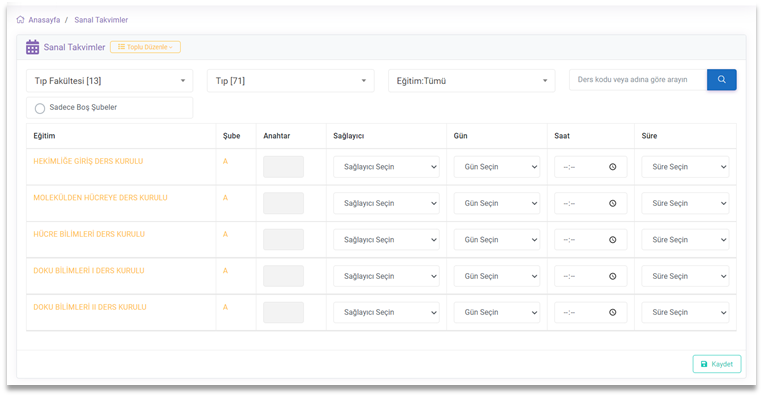 Anasayfa / Sanal Takvimler
Sanal Takvimler Toplu Düzenle
Tıp Fakültesi [13] Tıp [71] Eğitim:Tümü Ders kodu veya adına göre arayın
Sadece Boş Şubeler
Eğitim Şube Anahtar Sağlayıcı Gün Saat Süre
HEKİMLİĞE GİRİŞ DERS KURULU A Sağlayıcı Seçin Gün Seçin --:-- Süre Seçin
MOLEKÜLDEN HÜCREYE DERS KURULU A Sağlayıcı Seçin Gün Seçin --:-- Süre Seçin
HÜCRE BİLİMLERİ DERS KURULU A Sağlayıcı Seçin Gün Seçin --:-- Süre Seçin
DOKU BİLİMLERİ I DERS KURULU A Sağlayıcı Seçin Gün Seçin --:-- Süre Seçin
DOKU BİLİMLERİ II DERS KURULU A Sağlayıcı Seçin Gün Seçin --:-- Süre Seçin
Kaydet